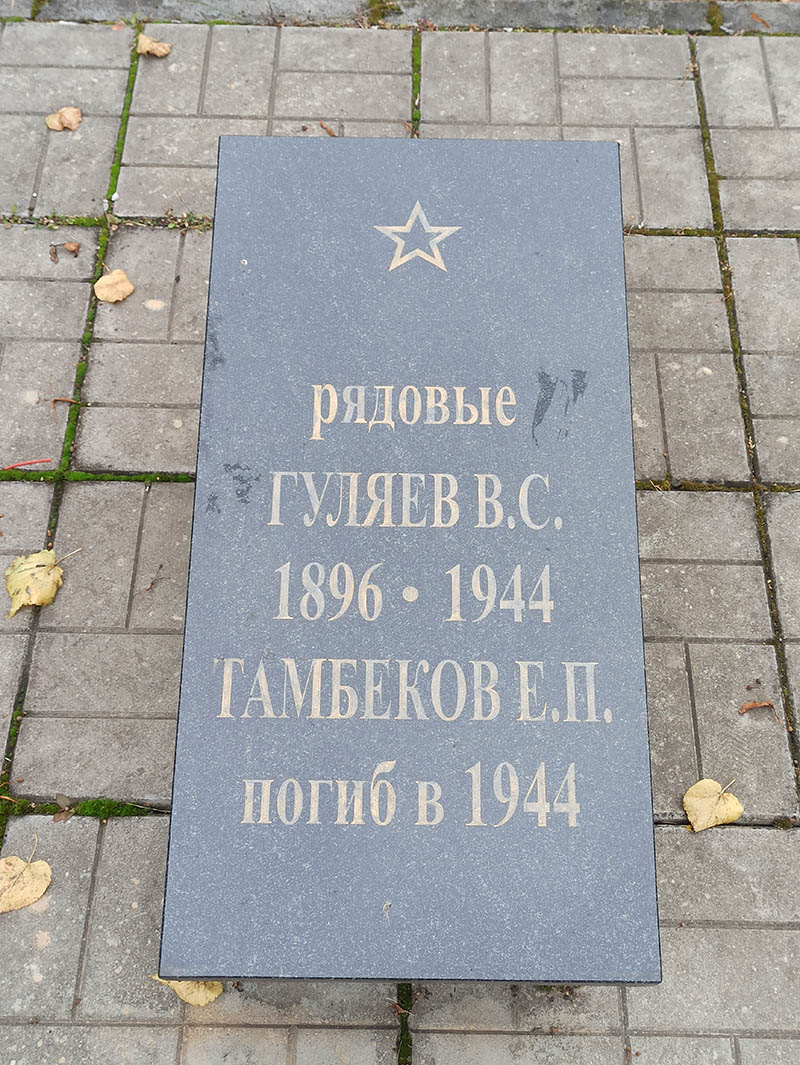 рядовые
ГУЛЯЕВ В.С.
1896 • 1944
ТАМБЕКОВ Е.П.
погиб в 1944